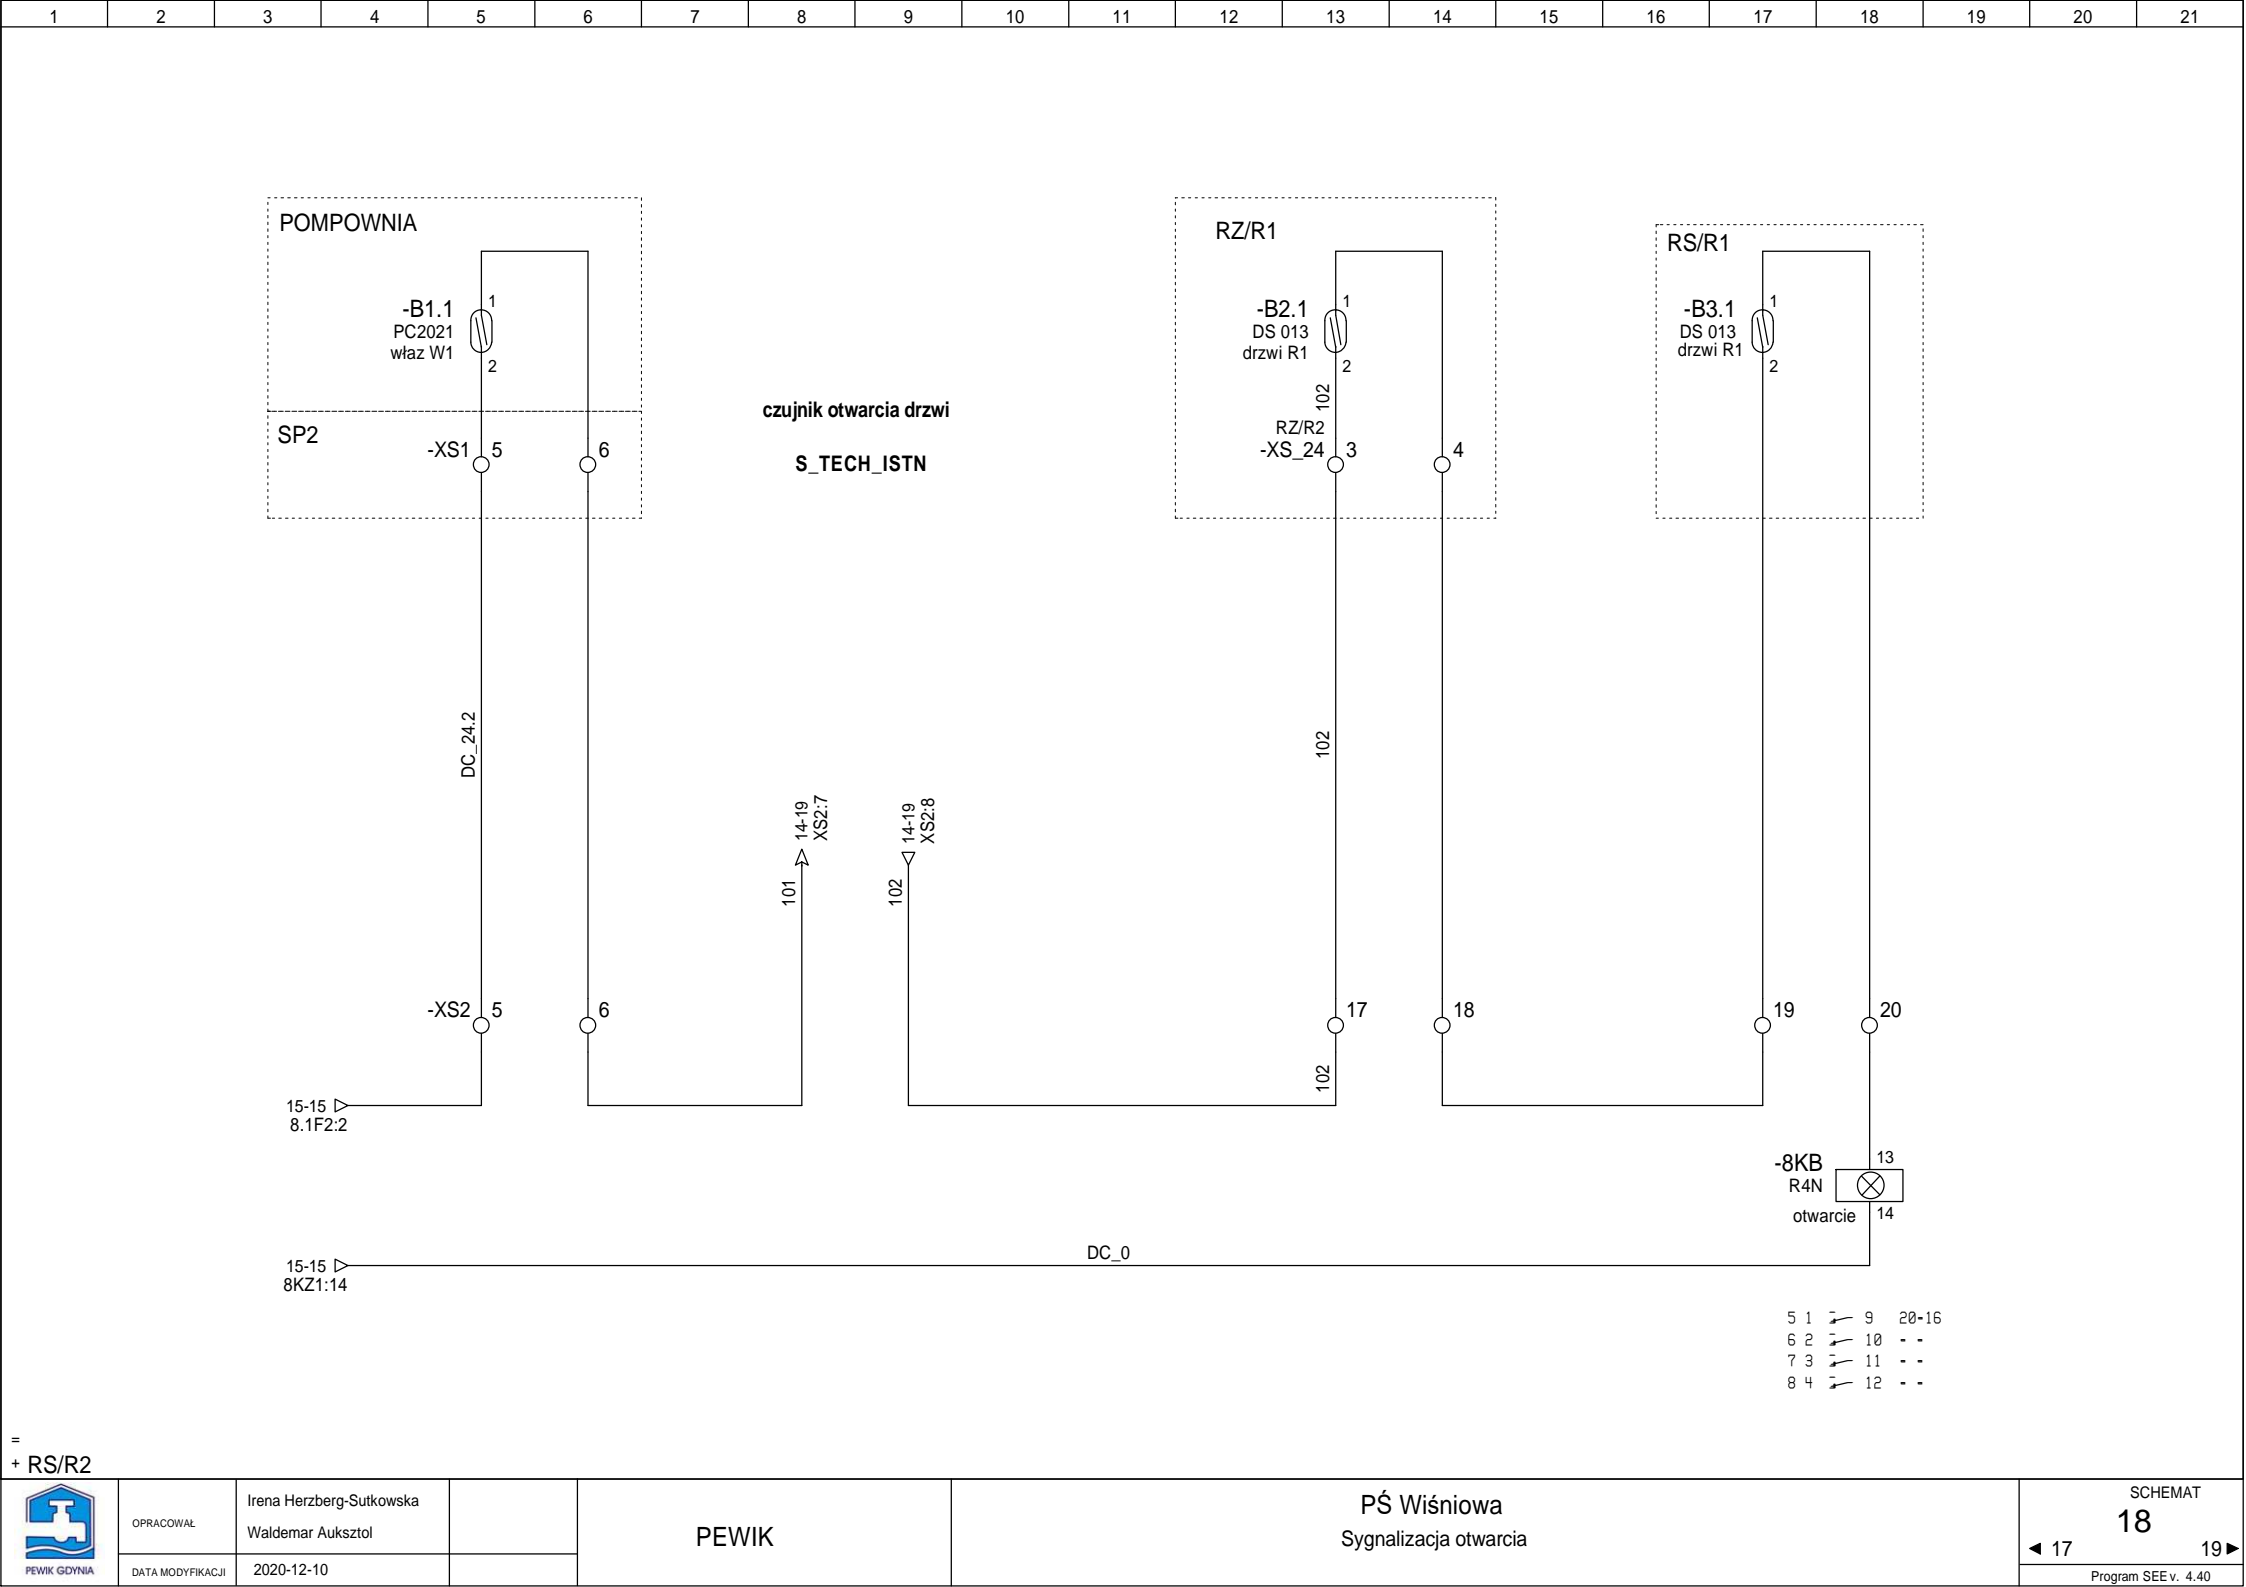 1 2 3 4 5 6 7 8 9 10 11 12 13 14 15 16 17 18 19 20 21
POMPOWNIA
-B1.1
PC2021
właz W1
1
2
SP2
-XS1 5
6
czujnik otwarcia drzwi
S_TECH_ISTN
RZ/R1
-B2.1
DS 013
drzwi R1
1
2
102
RZ/R2
-XS_24 3
4
RS/R1
-B3.1
DS 013
drzwi R1
1
2
DC_24.2
102
14-19
XS2:7
101
14-19
XS2:8
102
-XS2 5
6
17
18
19
20
102
15-15
8.1F2:2
-8KB
R4N
otwarcie
13
14
15-15
8KZ1:14
DC_0
5 1 9 20-16
6 2 10 - -
7 3 11 - -
8 4 12 - -
=
+ RS/R2
PEWIK GDYNIA
OPRACOWAŁ
Irena Herzberg-Sutkowska
Waldemar Auksztol
DATA MODYFIKACJI
2020-12-10
PEWIK
PŚ Wiśniowa
Sygnalizacja otwarcia
SCHEMAT
18
17
19
Program SEE v. 4.40